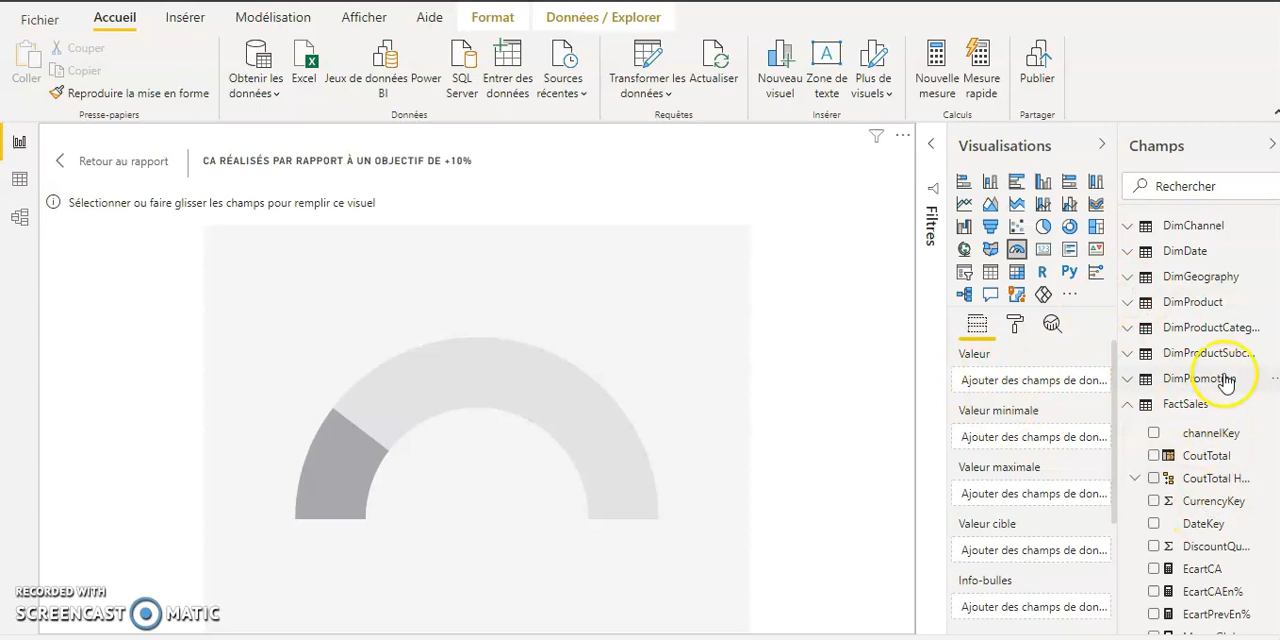 Fichier Accueil Insérer Modélisation Afficher Aide Format Données / Explorer
Coller
Couper
Copier
Reproduire la mise en forme
Presse-papiers
Obtenir les données
Excel
Jeux de données Power BI
SQL Server
Entrer des données
Sources récentes
Données
Transformer les données
Actualiser
Requêtes
Nouveau visuel
Zone de texte
Plus de visuels
Insérer
Nouvelle mesure
Mesure rapide
Calculs
Publier
Partager
Retour au rapport
CA RÉALISÉS PAR RAPPORT À UN OBJECTIF DE +10%
Sélectionner ou faire glisser les champs pour remplir ce visuel
Filtres
Visualisations
R
Py
Valeur
Ajouter des champs de don...
Valeur minimale
Ajouter des champs de don...
Valeur maximale
Ajouter des champs de don...
Valeur cible
Ajouter des champs de don...
Info-bulles
Ajouter des champs de don...
Champs
Rechercher
DimChannel
DimDate
DimGeography
DimProduct
DimProductCateg...
DimProductSubc...
DimPromotion
FactSales
channelKey
CoutTotal
CoutTotal H...
CurrencyKey
DateKey
DiscountQu...
EcartCA
EcartCAEn%
EcartPrevEn%
RECORDED WITH
SCREENCAST MATIC